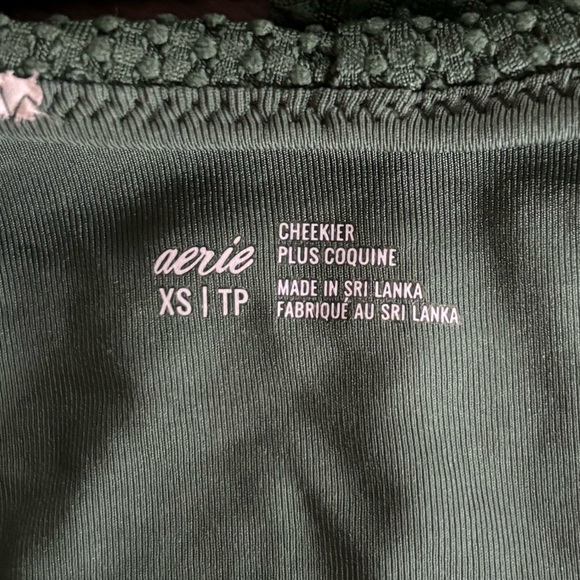 aerie
XS | TP
CHEEKIER
PLUS COQUINE
MADE IN SRI LANKA
FABRIQUÉ AU SRI LANKA